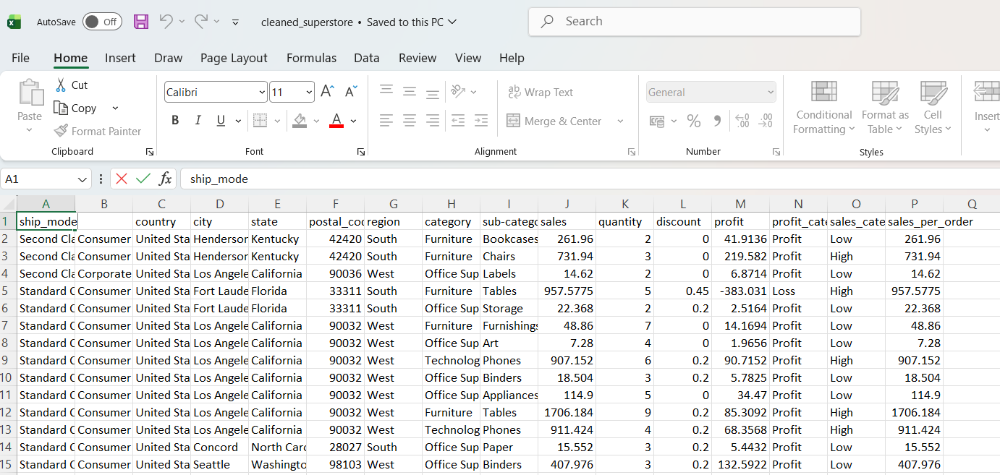 AutoSave Off cleaned_superstore • Saved to this PC Search
File Home Insert Draw Page Layout Formulas Data Review View Help
Paste Cut Copy Format Painter Clipboard
Calibri 11 B I U A Font
Wrap Text Merge & Center Alignment
General % 9 .00 .00 Number
Conditional Formatting Format as Table Cell Styles Styles
Insert
A1 fx ship_mode
A B C D E F G H I J K L M N O P Q
1 ship_mode country city state postal_co region category sub-catego sales quantity discount profit profit_cate sales_cate sales_per_order
2 Second Cla Consumer United Sta Henderson Kentucky 42420 South Furniture Bookcases 261.96 2 0 41.9136 Profit Low 261.96
3 Second Cla Consumer United Sta Henderson Kentucky 42420 South Furniture Chairs 731.94 3 0 219.582 Profit High 731.94
4 Second Cla Corporate United Sta Los Angele California 90036 West Office Sup Labels 14.62 2 0 6.8714 Profit Low 14.62
5 Standard C Consumer United Sta Fort Laude Florida 33311 South Furniture Tables 957.5775 5 0.45 -383.031 Loss High 957.5775
6 Standard C Consumer United Sta Fort Laude Florida 33311 South Office Sup Storage 22.368 2 0.2 2.5164 Profit Low 22.368
7 Standard C Consumer United Sta Los Angele California 90032 West Furniture Furnishings 48.86 7 0 14.1694 Profit Low 48.86
8 Standard C Consumer United Sta Los Angele California 90032 West Office Sup Art 7.28 4 0 1.9656 Profit Low 7.28
9 Standard C Consumer United Sta Los Angele California 90032 West Technolog Phones 907.152 6 0.2 90.7152 Profit High 907.152
10 Standard C Consumer United Sta Los Angele California 90032 West Office Sup Binders 18.504 3 0.2 5.7825 Profit Low 18.504
11 Standard C Consumer United Sta Los Angele California 90032 West Office Sup Appliances 114.9 5 0 34.47 Profit Low 114.9
12 Standard C Consumer United Sta Los Angele California 90032 West Furniture Tables 1706.184 9 0.2 85.3092 Profit High 1706.184
13 Standard C Consumer United Sta Los Angele California 90032 West Technolog Phones 911.424 4 0.2 68.3568 Profit High 911.424
14 Standard C Consumer United Sta Concord North Caro 28027 South Office Sup Paper 15.552 3 0.2 5.4432 Profit Low 15.552
15 Standard C Consumer United Sta Seattle Washingto 98103 West Office Sup Binders 407.976 3 0.2 132.5922 Profit Low 407.976